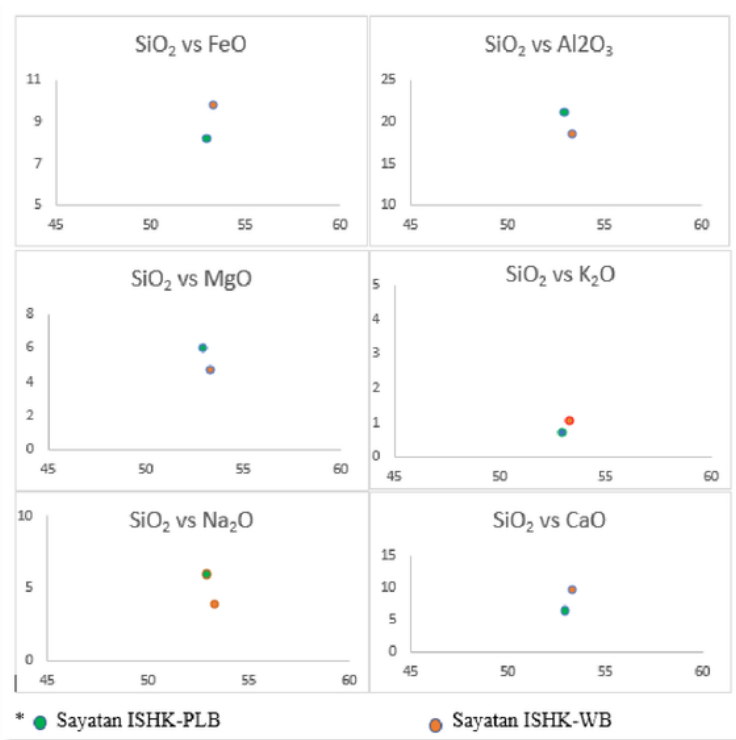 SiO₂ vs FeO
11
9
7
5
45 50 55 60
SiO₂ vs Al2O₃
25
20
15
10
45 50 55 60
SiO₂ vs MgO
8
6
4
2
0
45 50 55 60
SiO₂ vs K₂O
5
4
3
2
1
0
45 50 55 60
SiO₂ vs Na₂O
10
5
0
45 50 55 60
SiO₂ vs CaO
15
10
5
0
45 50 55 60
* Sayatan ISHK-PLB Sayatan ISHK-WB